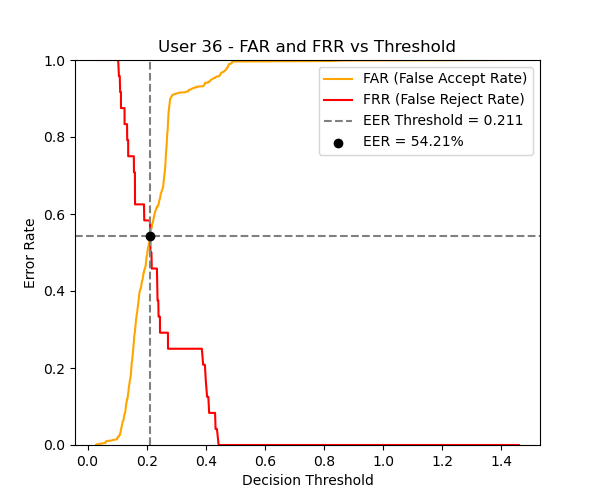 User 36 - FAR and FRR vs Threshold
FAR (False Accept Rate)
FRR (False Reject Rate)
EER Threshold = 0.211
EER = 54.21%
Error Rate
1.0
0.8
0.6
0.4
0.2
0.0
0.0 0.2 0.4 0.6 0.8 1.0 1.2 1.4
Decision Threshold